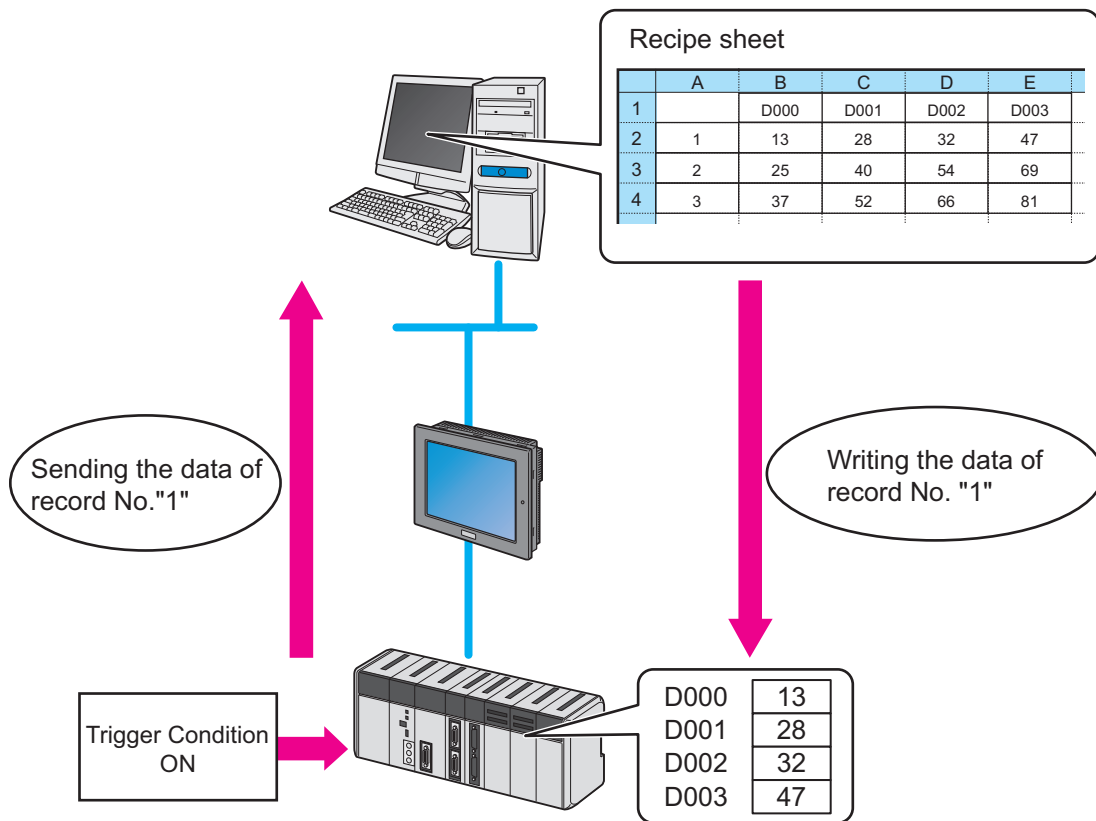 Recipe sheet
A B C D E
1 D000 D001 D002 D003
2 1 13 28 32 47
3 2 25 40 54 69
4 3 37 52 66 81
Sending the data of
record No."1"
Writing the data of
record No. "1"
Trigger Condition
ON
D000 13
D001 28
D002 32
D003 47